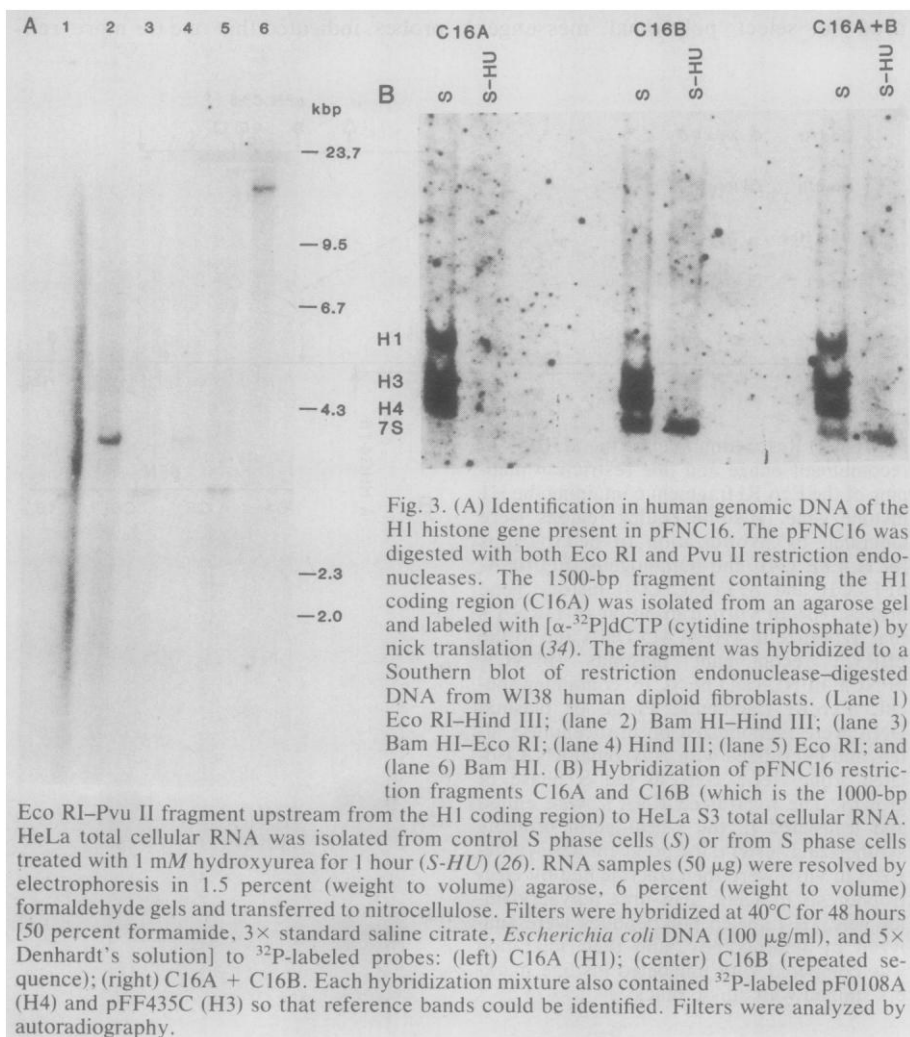 to select polysomal messenger probes indicated
A 1 2 3 4 5 6
kbp
23.7
9.5
6.7
4.3
2.3
2.0
B
C16A C16B C16A+B
S S-HU S S-HU S S-HU
H1
H3
H4
7S
Fig. 3. (A) Identification in human genomic DNA of the
H1 histone gene present in pFNC16. The pFNC16 was
digested with both Eco RI and Pvu II restriction endo-
nucleases. The 1500-bp fragment containing the H1
coding region (C16A) was isolated from an agarose gel
and labeled with [α-³²P]dCTP (cytidine triphosphate) by
nick translation (34). The fragment was hybridized to a
Southern blot of restriction endonuclease–digested
DNA from WI38 human diploid fibroblasts. (Lane 1)
Eco RI–Hind III; (lane 2) Bam HI–Hind III; (lane 3)
Bam HI–Eco RI; (lane 4) Hind III; (lane 5) Eco RI; and
(lane 6) Bam HI. (B) Hybridization of pFNC16 restric-
tion fragments C16A and C16B (which is the 1000-bp
Eco RI–Pvu II fragment upstream from the H1 coding region) to HeLa S3 total cellular RNA.
HeLa total cellular RNA was isolated from control S phase cells (S) or from S phase cells
treated with 1 mM hydroxyurea for 1 hour (S-HU) (26). RNA samples (50 μg) were resolved by
electrophoresis in 1.5 percent (weight to volume) agarose, 6 percent (weight to volume)
formaldehyde gels and transferred to nitrocellulose. Filters were hybridized at 40°C for 48 hours
[50 percent formamide, 3× standard saline citrate, Escherichia coli DNA (100 μg/ml), and 5×
Denhardt's solution] to ³²P-labeled probes: (left) C16A (H1); (center) C16B (repeated se-
quence); (right) C16A + C16B. Each hybridization mixture also contained ³²P-labeled pF0108A
(H4) and pFF435C (H3) so that reference bands could be identified. Filters were analyzed by
autoradiography.